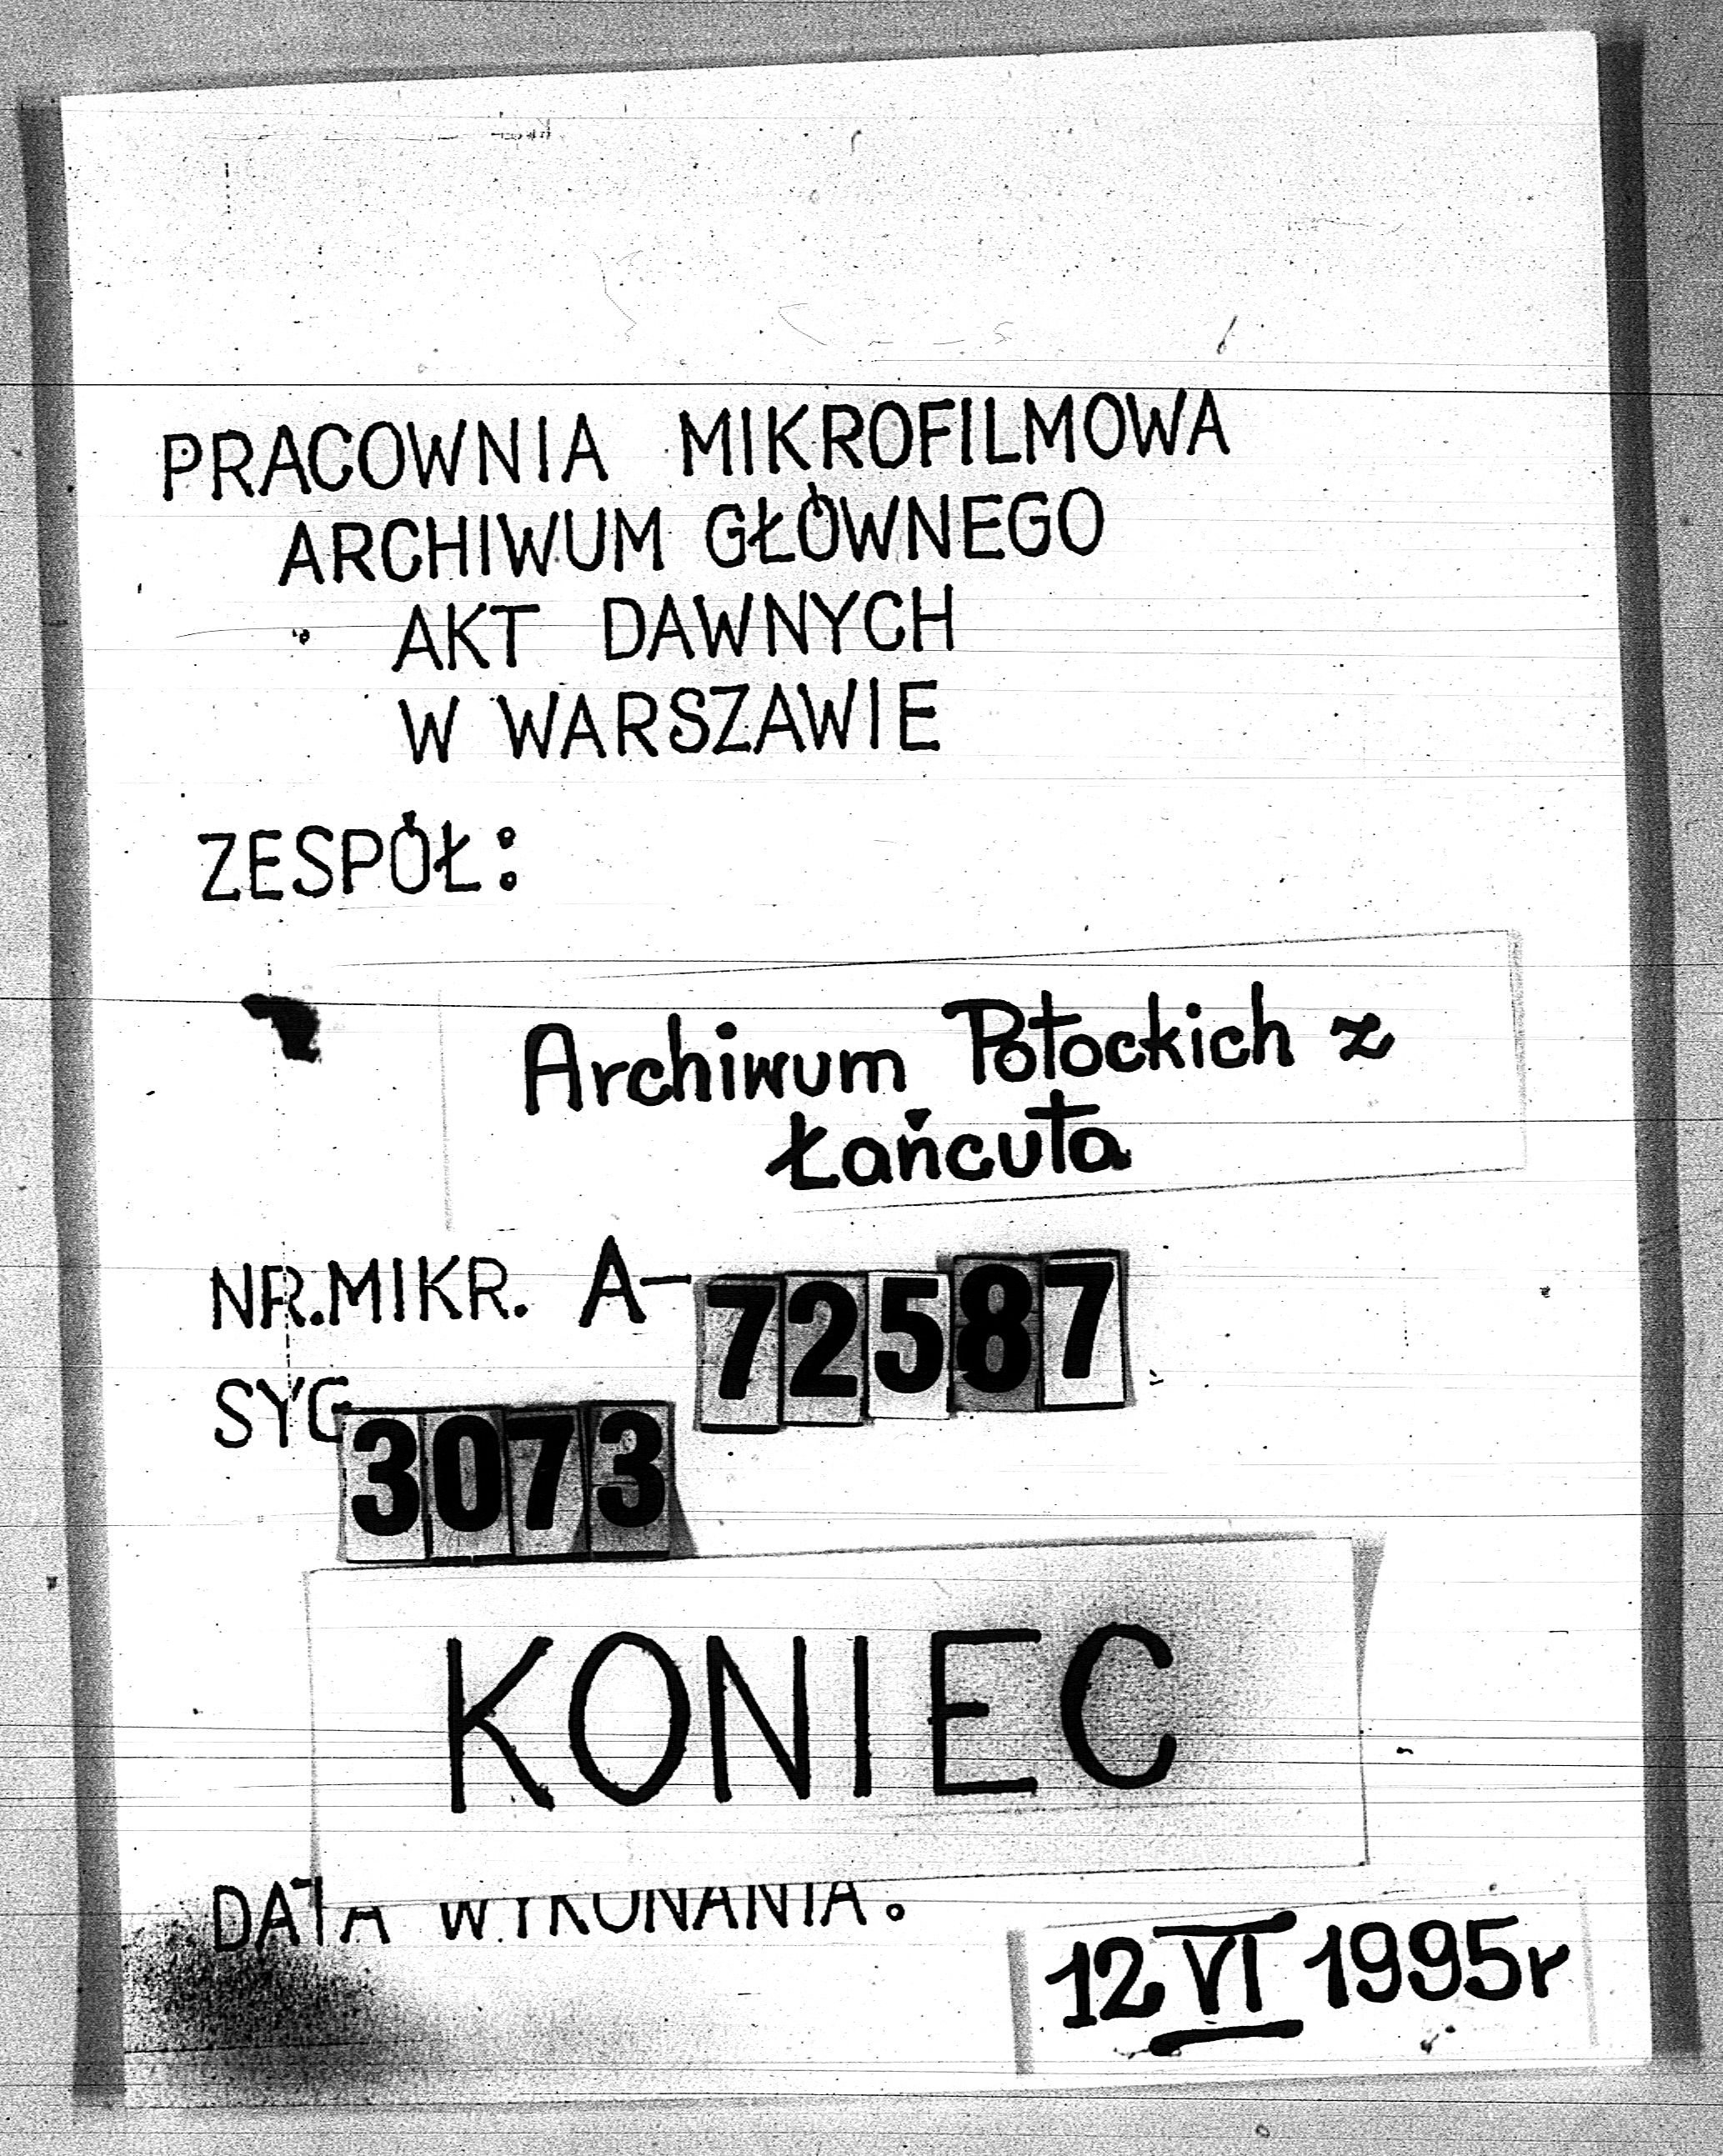 PRACOWNIA MIKROFILMOWA
ARCHIWUM GŁÓWNEGO
AKT DAWNYCH
W WARSZAWIE
ZESPÓŁ:
Archiwum Potockich z
Łańcuta
NR.MIKR. A-72587
SYG 3073
KONIEC
DATA WYKONANIA.
12 VI 1995r